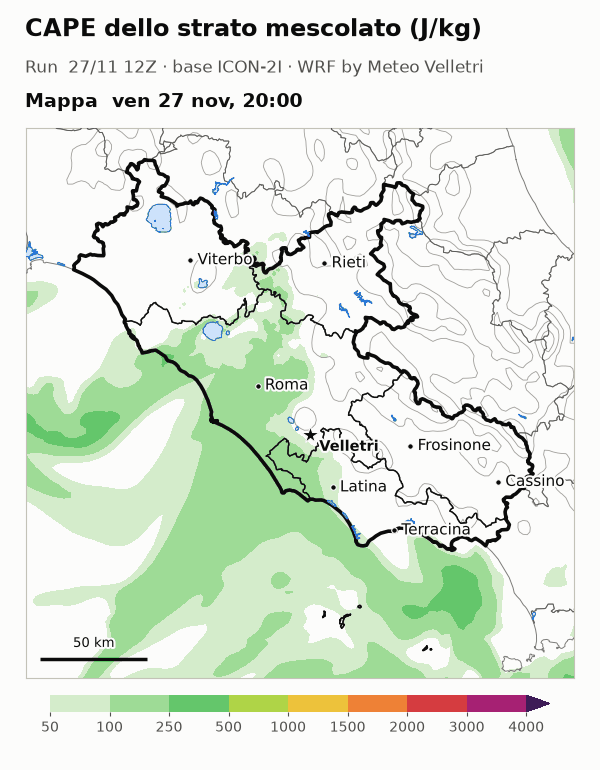 CAPE dello strato mescolato (J/kg)
Run  27/11 12Z · base ICON-2I · WRF by Meteo Velletri
Mappa  ven 27 nov, 20:00
Viterbo
Rieti
Roma
Velletri
Frosinone
Latina
Cassino
Terracina
50 km
50 100 250 500 1000 1500 2000 3000 4000